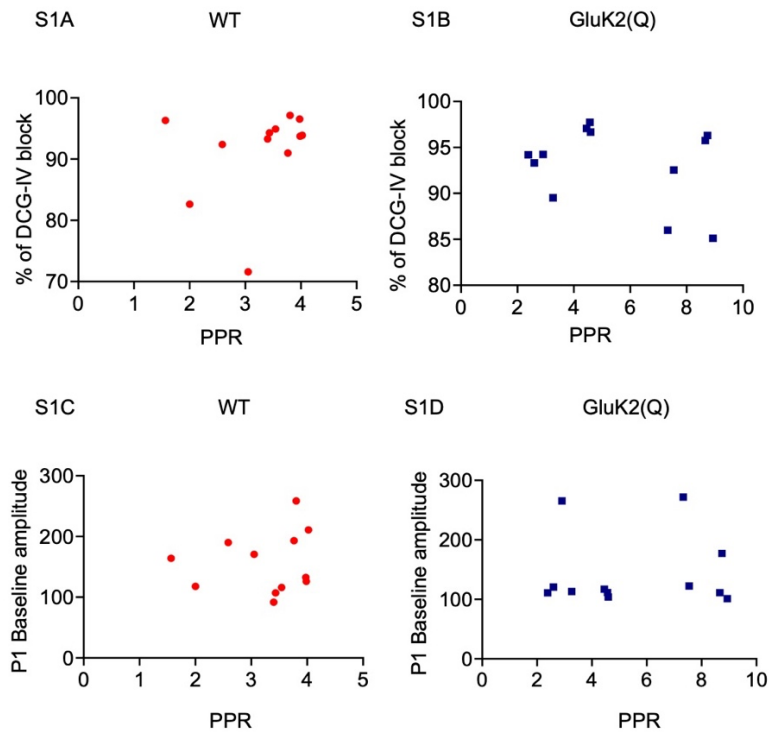 S1A WT S1B GluK2(Q)
% of DCG-IV block
100
90
80
70
0 1 2 3 4 5
PPR
% of DCG-IV block
100
95
90
85
80
0 2 4 6 8 10
PPR
S1C WT S1D GluK2(Q)
P1 Baseline amplitude
300
200
100
0
0 1 2 3 4 5
PPR
P1 Baseline amplitude
300
200
100
0
0 2 4 6 8 10
PPR